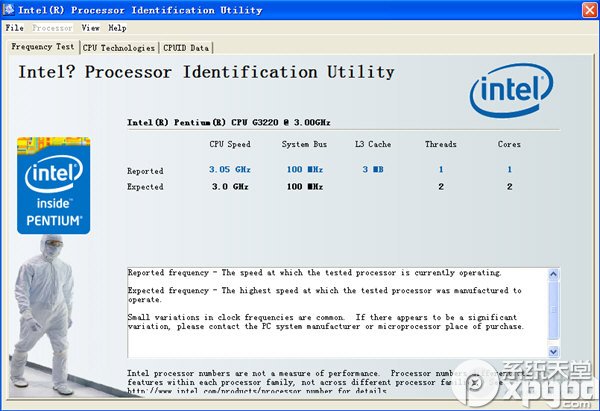 Intel(R) Processor Identification Utility
File Processor View Help
Frequency Test CPU Technologies CPUID Data
Intel? Processor Identification Utility
intel
Intel(R) Pentium(R) CPU G3220 @ 3.00GHz
CPU Speed System Bus L3 Cache Threads Cores
Reported 3.05 GHz 100 MHz 3 MB 1 1
Expected 3.0 GHz 100 MHz 2 2
intel
inside™
PENTIUM®
Reported frequency - The speed at which the tested processor is currently operating.
Expected frequency - The highest speed at which the tested processor was manufactured to
operate.
Small variations in clock frequencies are common.  If there appears to be a significant
variation, please contact the PC system manufacturer or microprocessor place of purchase.
Intel processor numbers are not a measure of performance.  Processor numbers
features within each processor family, not across different processor
http://www.intel.com/products/processor_number for details.
系统天堂